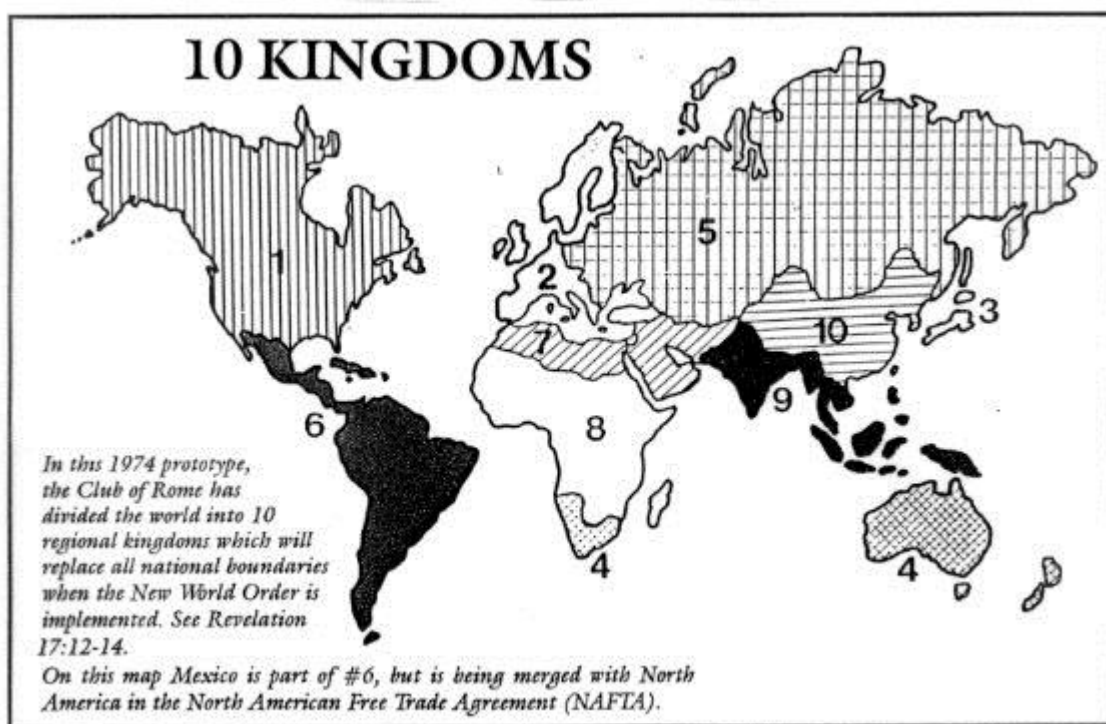 10 KINGDOMS
1
2
3
5
7
10
9
8
6
4
4
In this 1974 prototype,
the Club of Rome has
divided the world into 10
regional kingdoms which will
replace all national boundaries
when the New World Order is
implemented. See Revelation
17:12-14.
On this map Mexico is part of #6, but is being merged with North
America in the North American Free Trade Agreement (NAFTA).